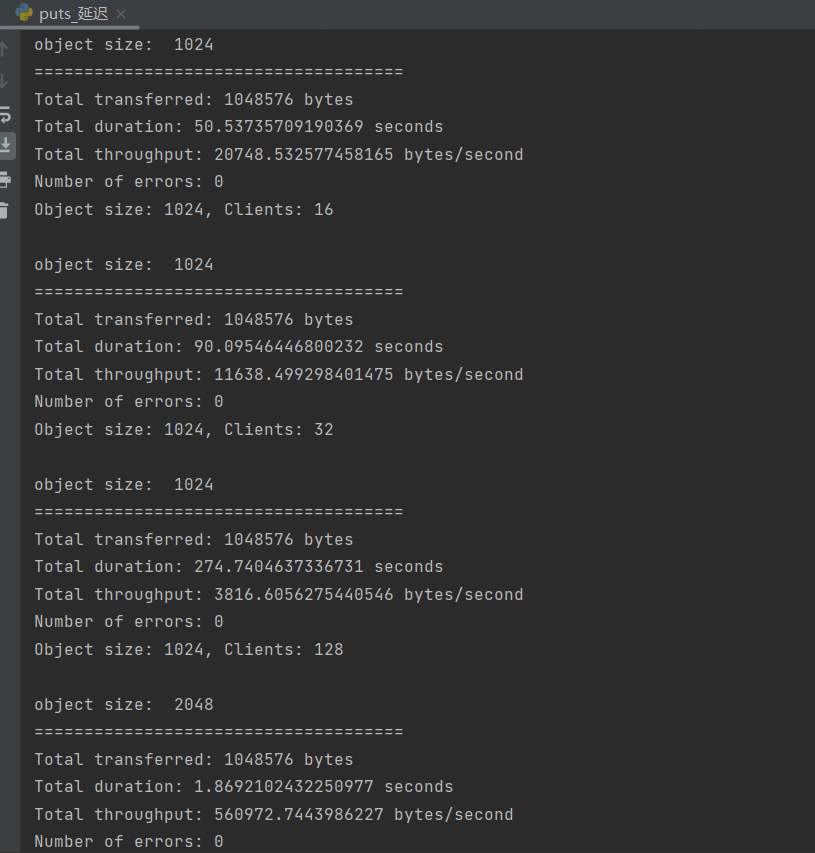 puts_延迟
object size:  1024
=====================================
Total transferred: 1048576 bytes
Total duration: 50.53735709190369 seconds
Total throughput: 20748.532577458165 bytes/second
Number of errors: 0
Object size: 1024, Clients: 16
object size:  1024
=====================================
Total transferred: 1048576 bytes
Total duration: 90.09546446800232 seconds
Total throughput: 11638.499298401475 bytes/second
Number of errors: 0
Object size: 1024, Clients: 32
object size:  1024
=====================================
Total transferred: 1048576 bytes
Total duration: 274.7404637336731 seconds
Total throughput: 3816.6056275440546 bytes/second
Number of errors: 0
Object size: 1024, Clients: 128
object size:  2048
=====================================
Total transferred: 1048576 bytes
Total duration: 1.8692102432250977 seconds
Total throughput: 560972.7443986227 bytes/second
Number of errors: 0